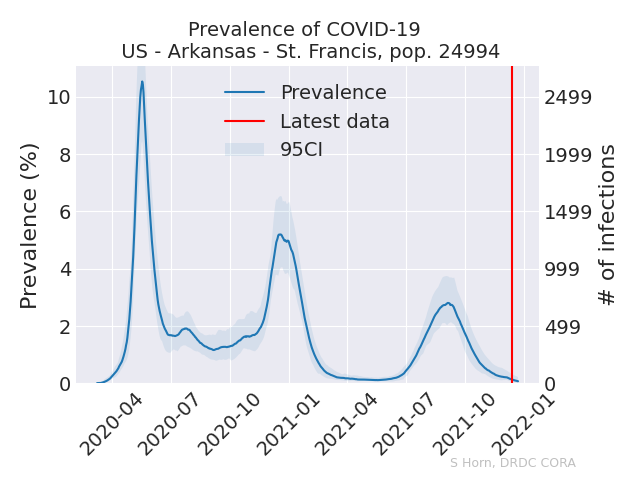 Prevalence of COVID-19
US - Arkansas - St. Francis, pop. 24994
Prevalence
Latest data
95CI
Prevalence (%)
10
8
6
4
2
0
2499
1999
1499
999
499
0
# of infections
2020-04
2020-07
2020-10
2021-01
2021-04
2021-07
2021-10
2022-01
S Horn, DRDC CORA